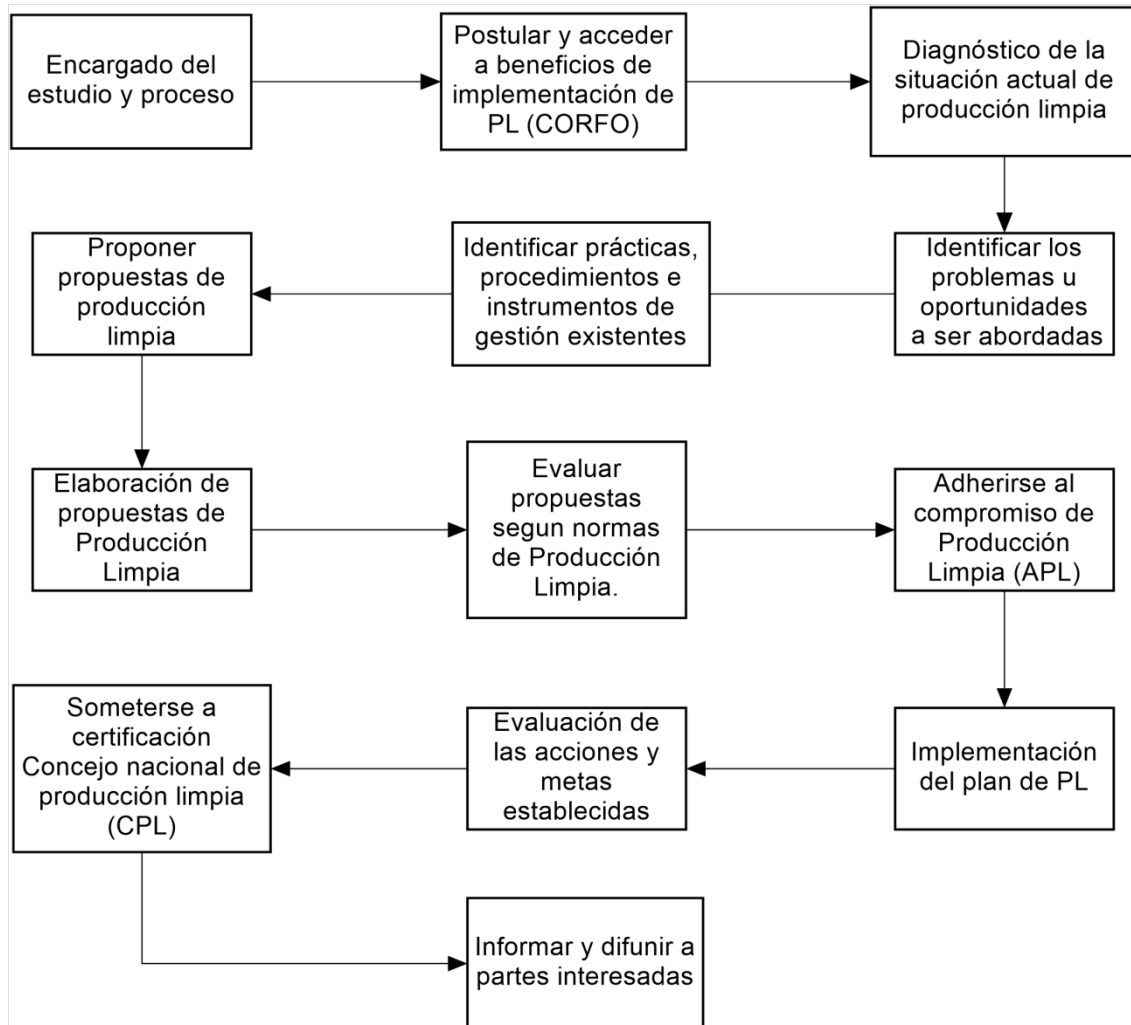 Encargado del
estudio y proceso
Postular y acceder
a beneficios de
implementación de
PL (CORFO)
Diagnóstico de la
situación actual de
producción limpia
Identificar los
problemas u
oportunidades
a ser abordadas
Identificar prácticas,
procedimientos e
instrumentos de
gestión existentes
Proponer
propuestas de
producción
limpia
Elaboración de
propuestas de
Producción
Limpia
Evaluar
propuestas
segun normas
de Producción
Limpia.
Adherirse al
compromiso de
Producción
Limpia (APL)
Implementación
del plan de PL
Evaluación de
las acciones y
metas
establecidas
Someterse a
certificación
Concejo nacional de
producción limpia
(CPL)
Informar y difunir a
partes interesadas